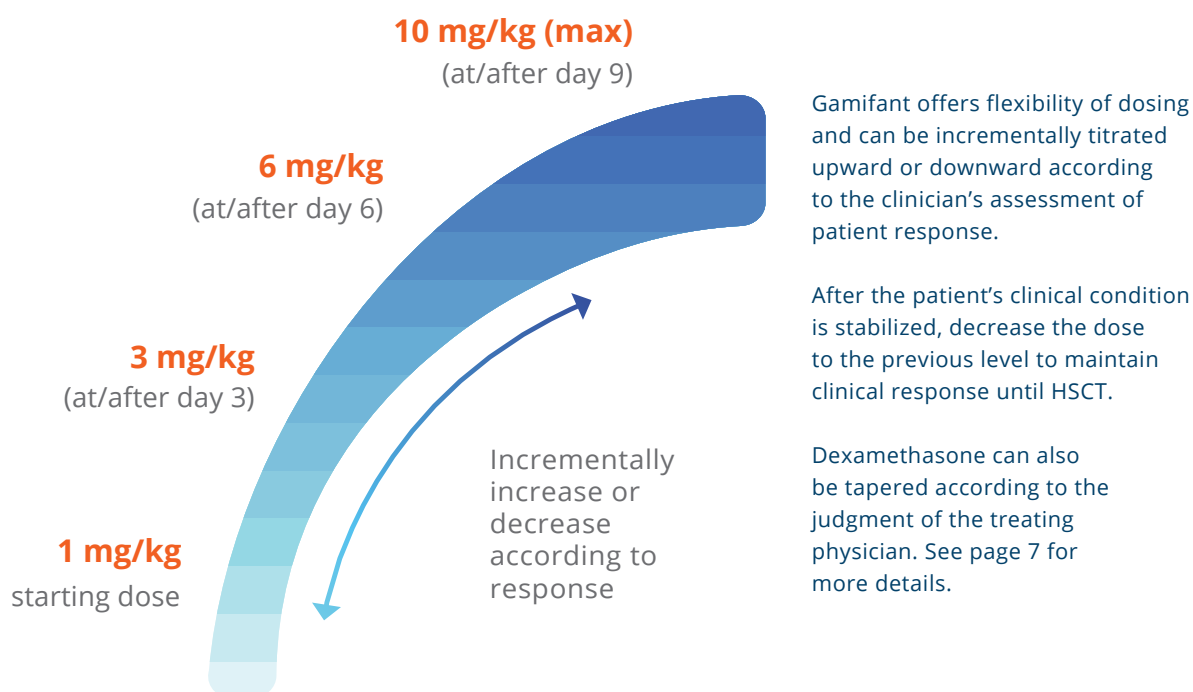 10 mg/kg (max)
(at/after day 9)
6 mg/kg
(at/after day 6)
3 mg/kg
(at/after day 3)
1 mg/kg
starting dose
Incrementally
increase or
decrease
according to
response
Gamifant offers flexibility of dosing
and can be incrementally titrated
upward or downward according
to the clinician’s assessment of
patient response.
After the patient’s clinical condition
is stabilized, decrease the dose
to the previous level to maintain
clinical response until HSCT.
Dexamethasone can also
be tapered according to the
judgment of the treating
physician. See page 7 for
more details.